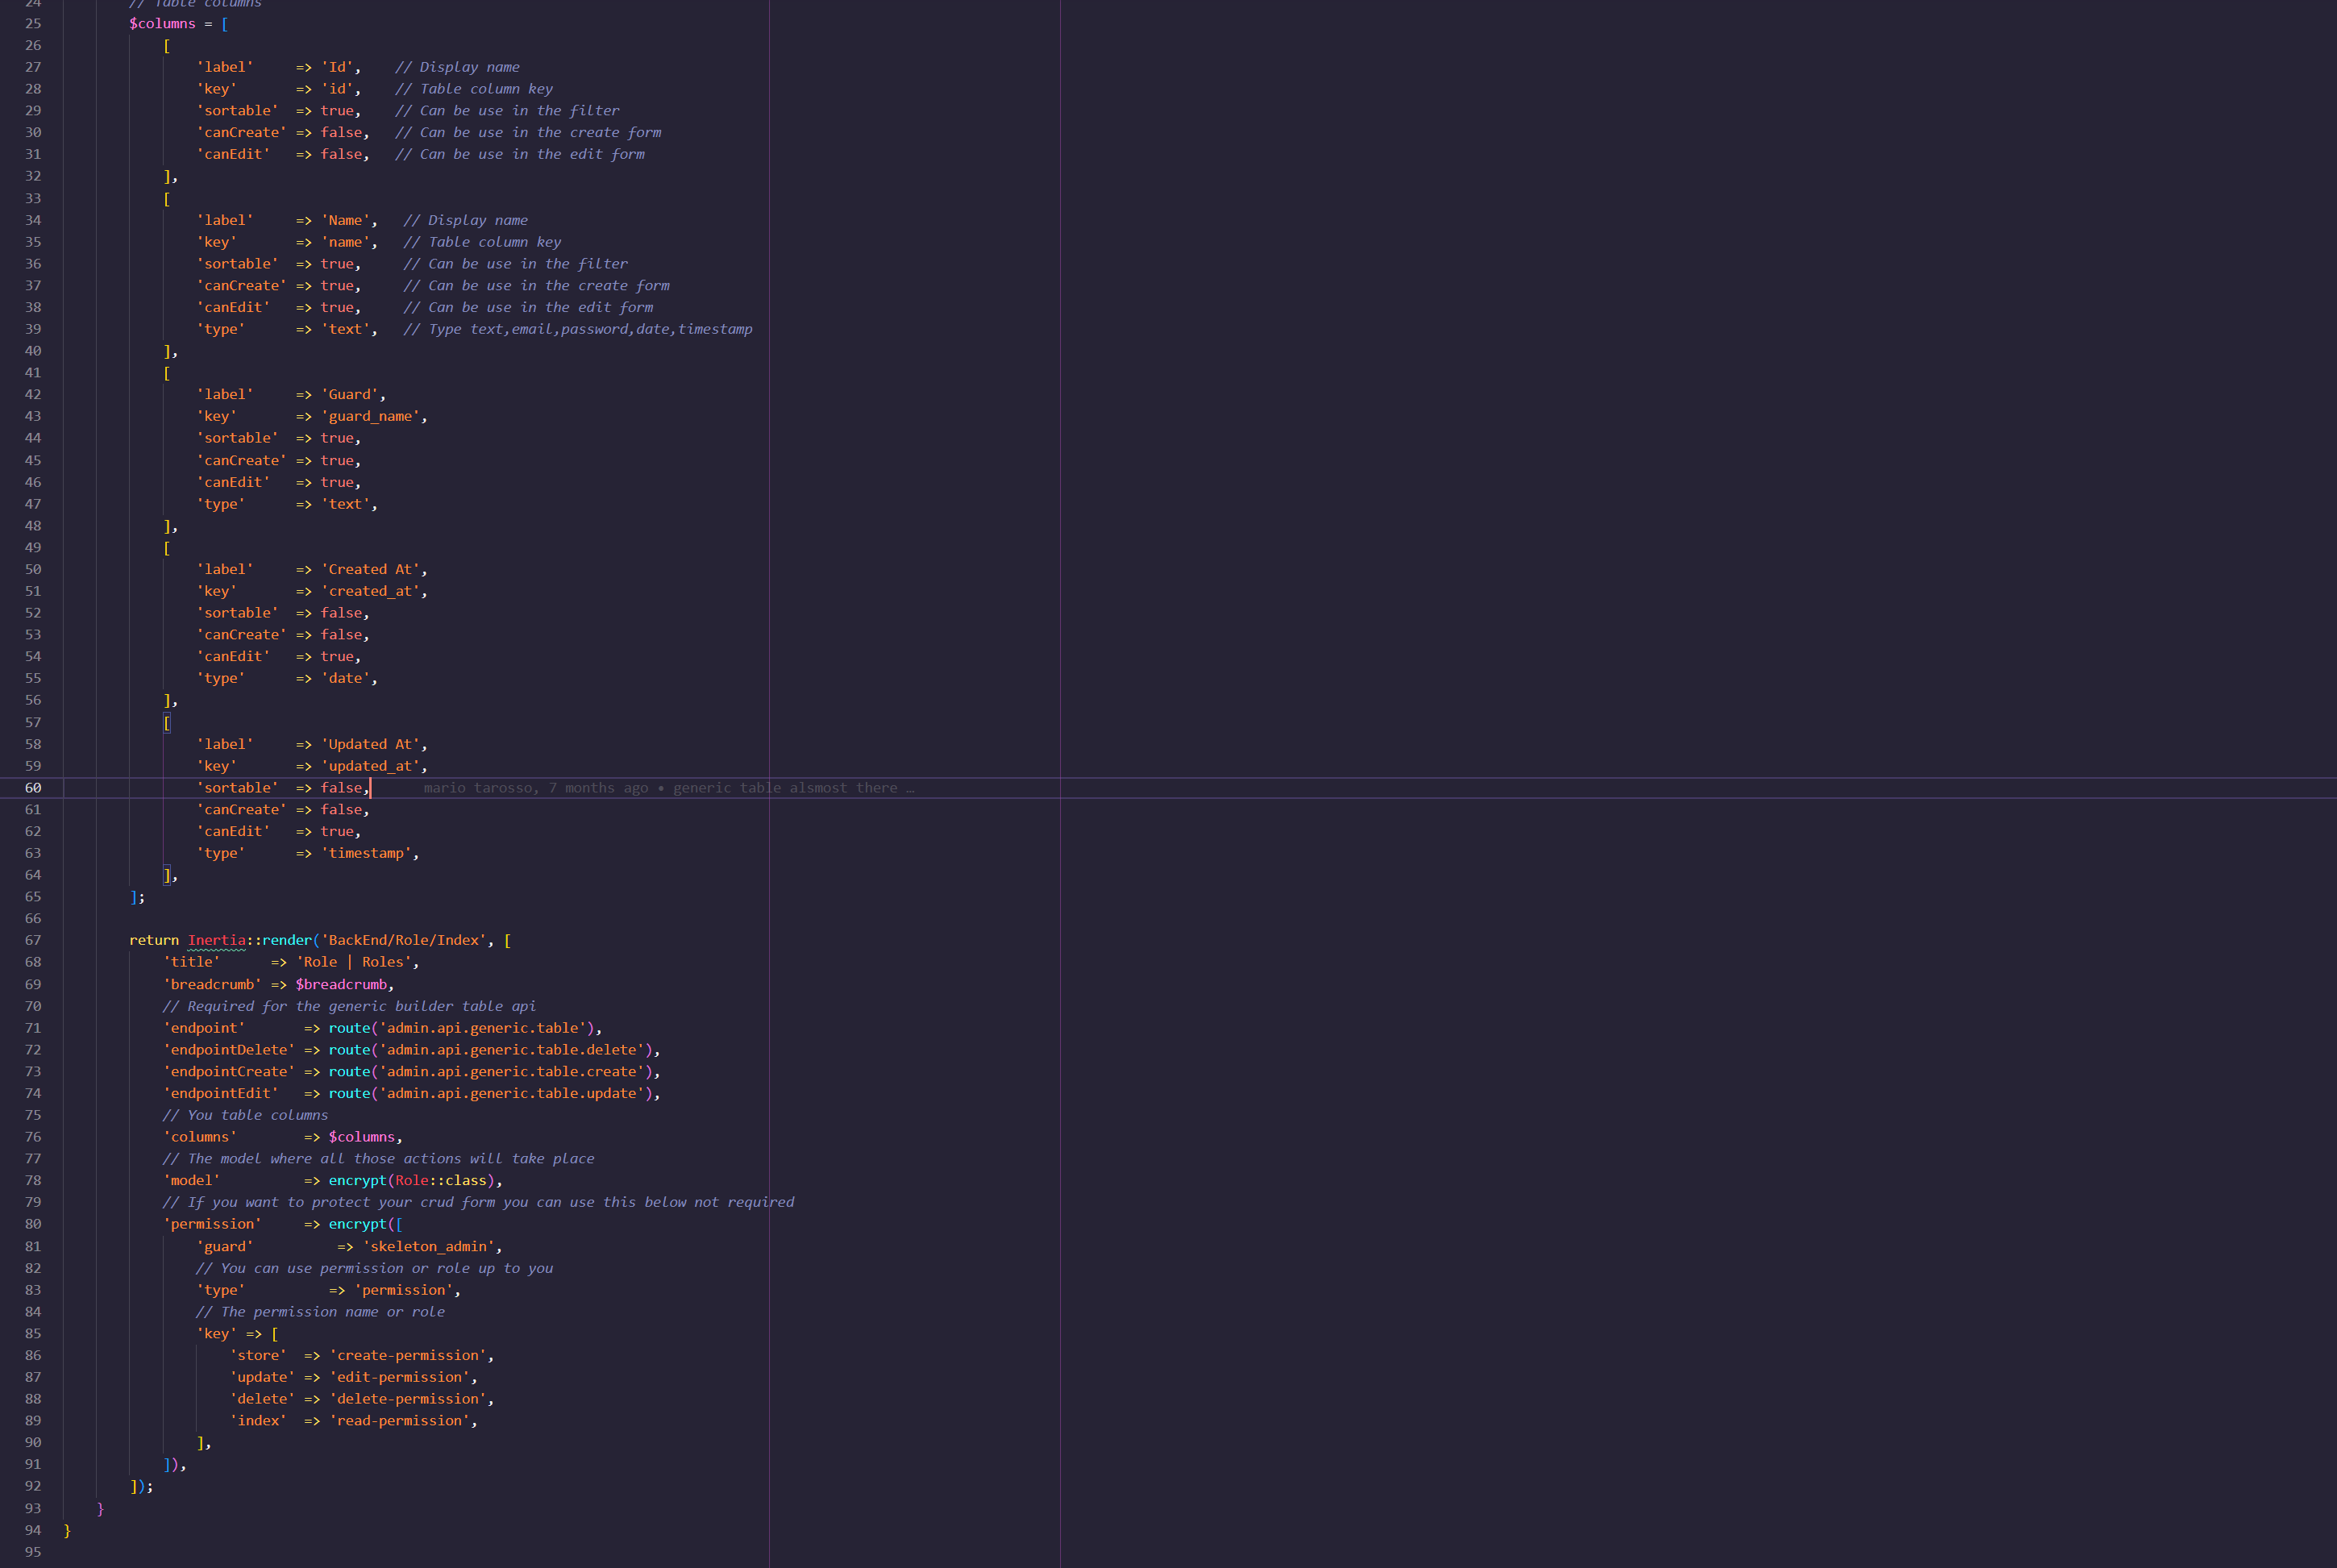 24 // Table columns
25 $columns = [
26 [
27 'label' => 'Id', // Display name
28 'key' => 'id', // Table column key
29 'sortable' => true, // Can be use in the filter
30 'canCreate' => false, // Can be use in the create form
31 'canEdit' => false, // Can be use in the edit form
32 ],
33 [
34 'label' => 'Name', // Display name
35 'key' => 'name', // Table column key
36 'sortable' => true, // Can be use in the filter
37 'canCreate' => true, // Can be use in the create form
38 'canEdit' => true, // Can be use in the edit form
39 'type' => 'text', // Type text,email,password,date,timestamp
40 ],
41 [
42 'label' => 'Guard',
43 'key' => 'guard_name',
44 'sortable' => true,
45 'canCreate' => true,
46 'canEdit' => true,
47 'type' => 'text',
48 ],
49 [
50 'label' => 'Created At',
51 'key' => 'created_at',
52 'sortable' => false,
53 'canCreate' => false,
54 'canEdit' => true,
55 'type' => 'date',
56 ],
57 [
58 'label' => 'Updated At',
59 'key' => 'updated_at',
60 'sortable' => false, mario tarosso, 7 months ago • generic table alsmost there …
61 'canCreate' => false,
62 'canEdit' => true,
63 'type' => 'timestamp',
64 ],
65 ];
66
67 return Inertia::render('BackEnd/Role/Index', [
68 'title' => 'Role | Roles',
69 'breadcrumb' => $breadcrumb,
70 // Required for the generic builder table api
71 'endpoint' => route('admin.api.generic.table'),
72 'endpointDelete' => route('admin.api.generic.table.delete'),
73 'endpointCreate' => route('admin.api.generic.table.create'),
74 'endpointEdit' => route('admin.api.generic.table.update'),
75 // You table columns
76 'columns' => $columns,
77 // The model where all those actions will take place
78 'model' => encrypt(Role::class),
79 // If you want to protect your crud form you can use this below not required
80 'permission' => encrypt([
81 'guard' => 'skeleton_admin',
82 // You can use permission or role up to you
83 'type' => 'permission',
84 // The permission name or role
85 'key' => [
86 'store' => 'create-permission',
87 'update' => 'edit-permission',
88 'delete' => 'delete-permission',
89 'index' => 'read-permission',
90 ],
91 ]),
92 ]);
93 }
94 }
95